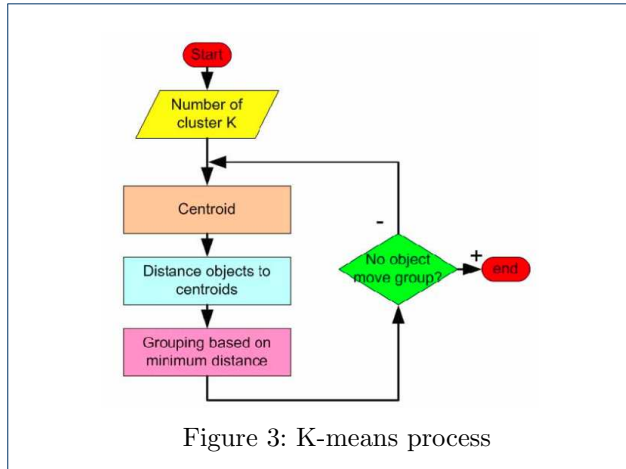 Start
Number of
cluster K
Centroid
Distance objects to
centroids
Grouping based on
minimum distance
-
No object
move group?
+
end
Figure 3: K-means process